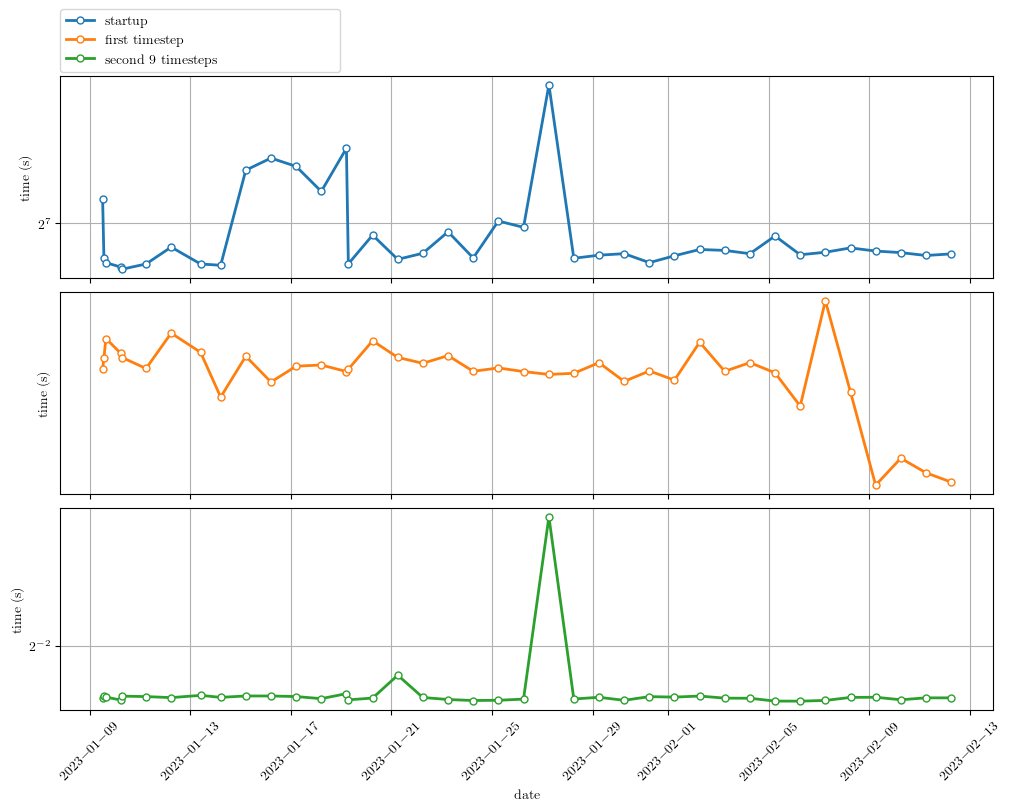 startup
first timestep
second 9 timesteps
time (s)
2^7
time (s)
time (s)
2^−2
2023−01−09
2023−01−13
2023−01−17
2023−01−21
2023−01−25
2023−01−29
2023−02−01
2023−02−05
2023−02−09
2023−02−13
date